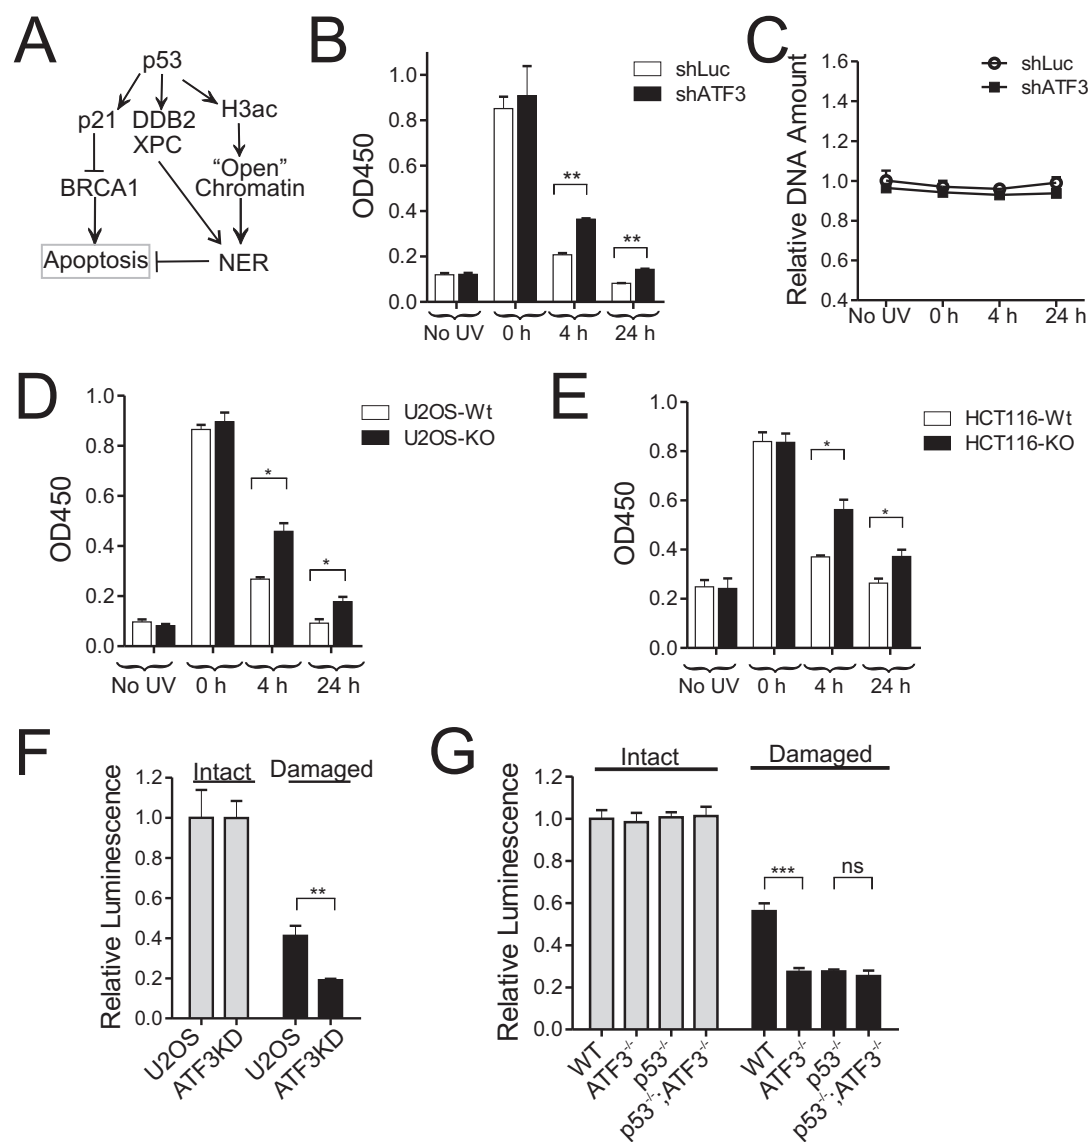 A
p53
p21
DDB2
XPC
H3ac
BRCA1
“Open”
Chromatin
Apoptosis
NER
B
OD450
1.0
0.8
0.6
0.4
0.2
0.0
shLuc
shATF3
**
**
No UV 0 h 4 h 24 h
C
Relative DNA Amount
1.6
1.4
1.2
1.0
0.8
0.6
0.4
shLuc
shATF3
No UV 0 h 4 h 24 h
D
OD450
1.0
0.8
0.6
0.4
0.2
0.0
U2OS-Wt
U2OS-KO
*
*
No UV 0 h 4 h 24 h
E
OD450
1.0
0.8
0.6
0.4
0.2
0.0
HCT116-Wt
HCT116-KO
*
*
No UV 0 h 4 h 24 h
F
Relative Luminescence
1.2
1.0
0.8
0.6
0.4
0.2
0.0
Intact Damaged
**
U2OS
ATF3KD
U2OS
ATF3KD
G
Relative Luminescence
1.2
1.0
0.8
0.6
0.4
0.2
0.0
Intact Damaged
***
ns
WT
ATF3-/-
p53-/-
p53-/-;ATF3-/-
WT
ATF3-/-
p53-/-
p53-/-;ATF3-/-